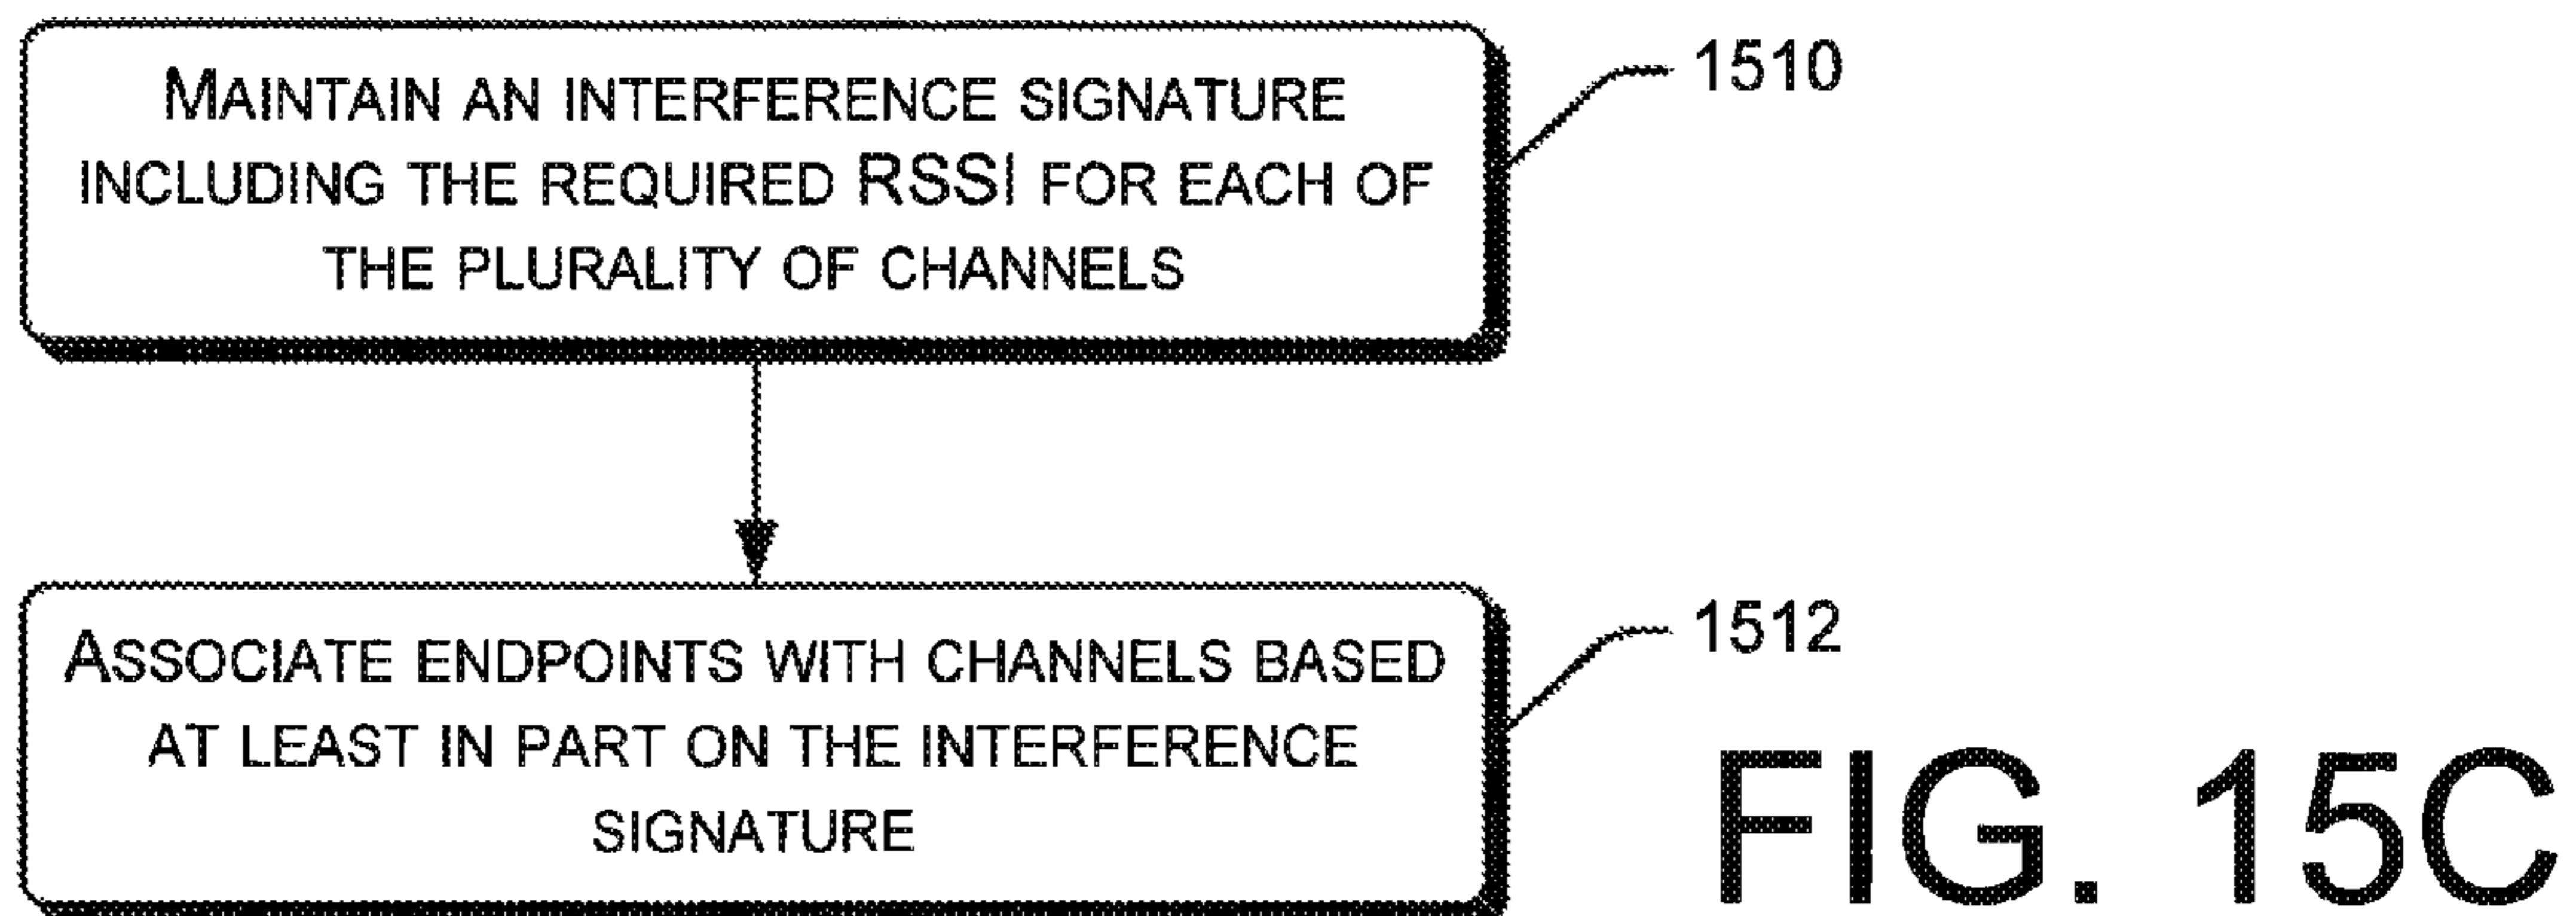 MAINTAIN AN INTERFERENCE SIGNATURE
INCLUDING THE REQUIRED RSSI FOR EACH OF
THE PLURALITY OF CHANNELS
1510
ASSOCIATE ENDPOINTS WITH CHANNELS BASED
AT LEAST IN PART ON THE INTERFERENCE
SIGNATURE
1512
FIG. 15C